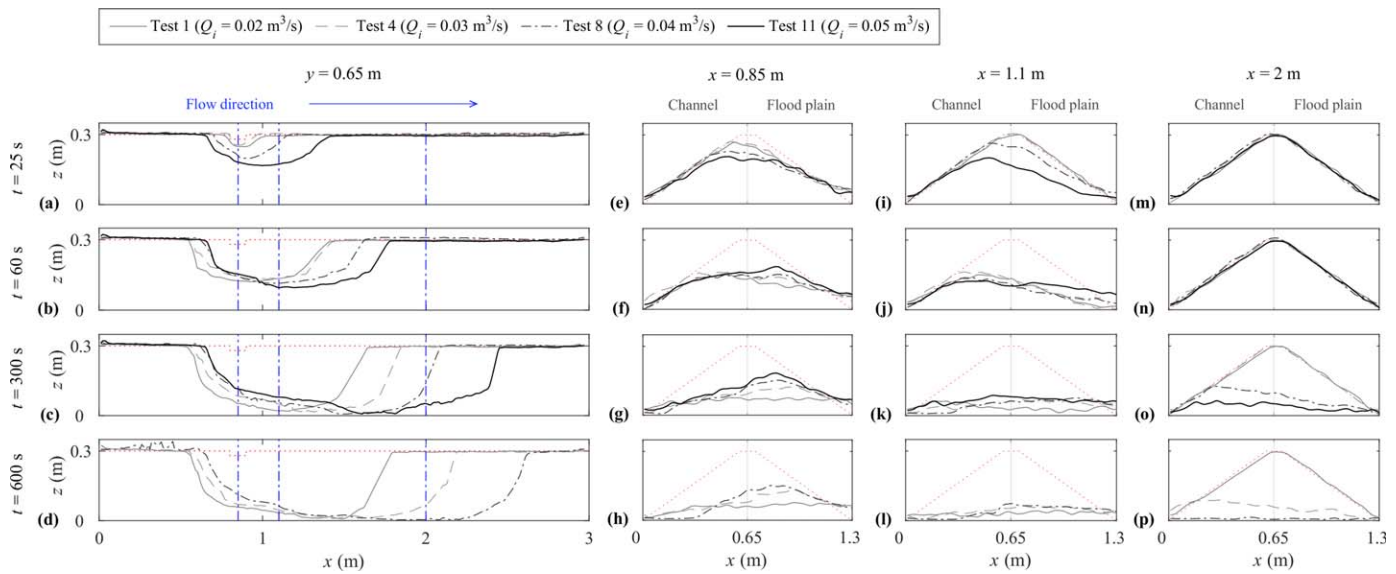 Test 1 (Qi = 0.02 m³/s) Test 4 (Qi = 0.03 m³/s) Test 8 (Qi = 0.04 m³/s) Test 11 (Qi = 0.05 m³/s)
y = 0.65 m x = 0.85 m x = 1.1 m x = 2 m
Flow direction Channel Flood plain Channel Flood plain Channel Flood plain
t = 25 s z (m) 0.3 0 (a) (e) (i) (m)
t = 60 s z (m) 0.3 0 (b) (f) (j) (n)
t = 300 s z (m) 0.3 0 (c) (g) (k) (o)
t = 600 s z (m) 0.3 0 (d) (h) (l) (p)
0 1 2 3 0 0.65 1.3 0 0.65 1.3 0 0.65 1.3
x (m) x (m) x (m) x (m)